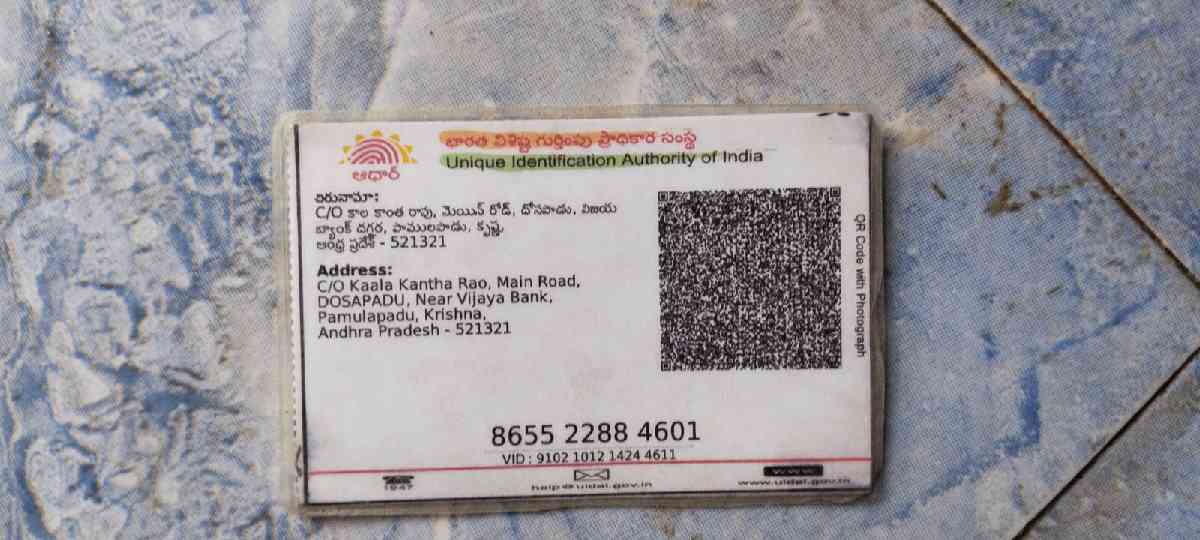 భారత విశిష్ట గుర్తింపు ప్రాధికార సంస్థ
Unique Identification Authority of India
ఆధార్
చిరునామా:
C/O కాల కాంత రావు, మెయిన్ రోడ్, దోసపాడు, విజయ
బ్యాంక్ దగ్గర, పాములపాడు, కృష్ణ,
ఆంధ్ర ప్రదేశ్ - 521321
Address:
C/O Kaala Kantha Rao, Main Road,
DOSAPADU, Near Vijaya Bank,
Pamulapadu, Krishna,
Andhra Pradesh - 521321
QR Code with Photograph
8655 2288 4601
VID : 9102 1012 1424 4611
1947
help@uidai.gov.in
www
www.uidai.gov.in